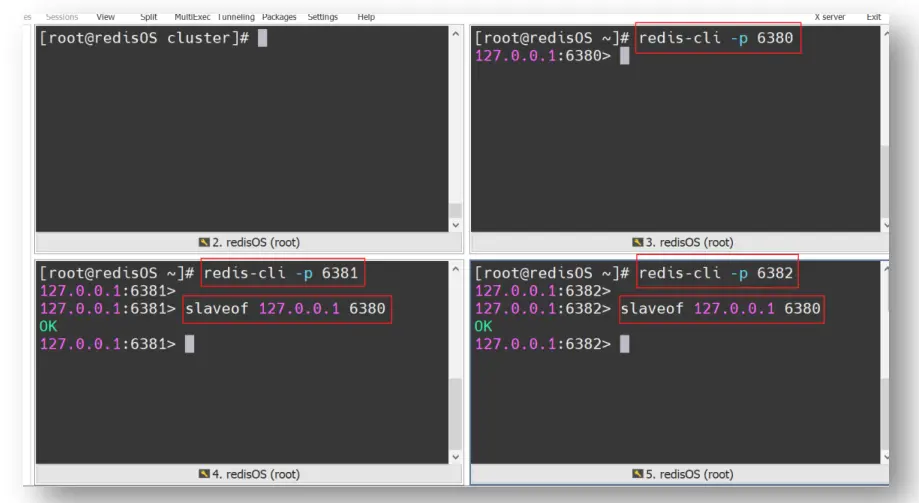 es Sessions View Split MultiExec Tunneling Packages Settings Help X server Exit
[root@redisOS cluster]#
2. redisOS (root)
[root@redisOS ~]# redis-cli -p 6380
127.0.0.1:6380>
3. redisOS (root)
[root@redisOS ~]# redis-cli -p 6381
127.0.0.1:6381>
127.0.0.1:6381> slaveof 127.0.0.1 6380
OK
127.0.0.1:6381>
4. redisOS (root)
[root@redisOS ~]# redis-cli -p 6382
127.0.0.1:6382>
127.0.0.1:6382> slaveof 127.0.0.1 6380
OK
127.0.0.1:6382>
5. redisOS (root)